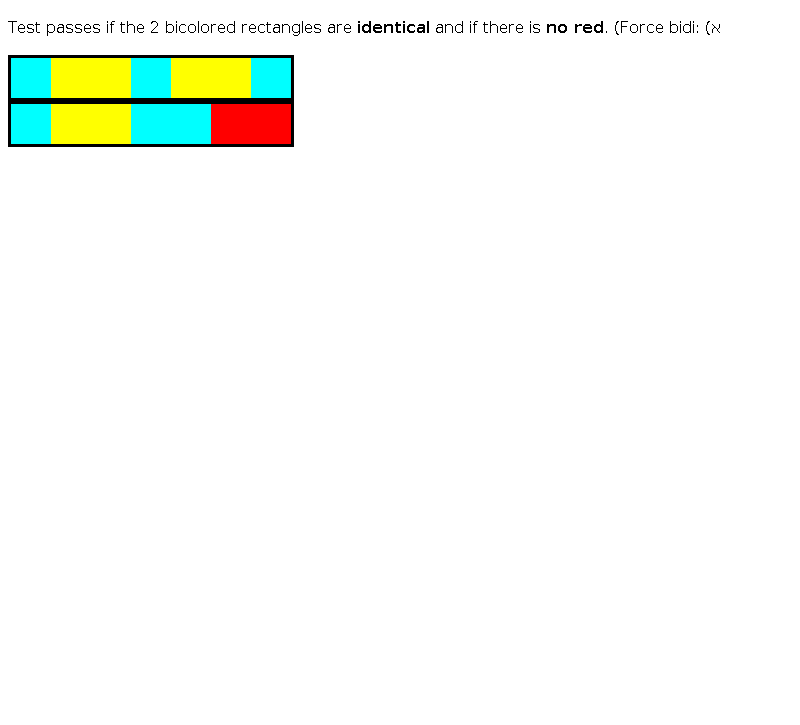 Test passes if the 2 bicolored rectangles are identical and if there is no red. (Force bidi: (א